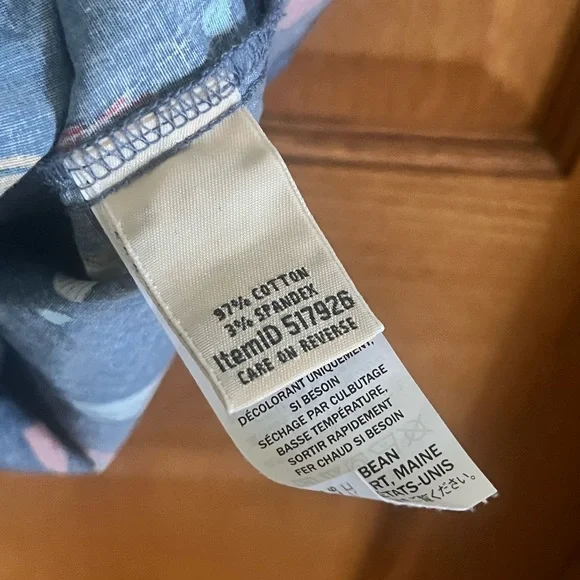 97% COTTON
3% SPANDEX
ItemID 517926
CARE ON REVERSE
DÉCOLORANT UNIQUEMENT,
SI BESOIN
SÉCHAGE PAR CULBUTAGE
BASSE TEMPÉRATURE,
SORTIR RAPIDEMENT
FER CHAUD SI BESOIN
BEAN
RT, MAINE
TATS-UNIS
ください。